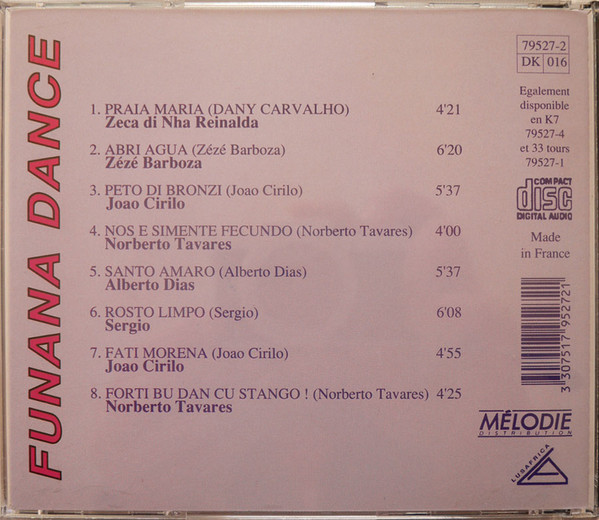 FUNANA DANCE
1. PRAIA MARIA (DANY CARVALHO) 4'21
Zeca di Nha Reinalda
2. ABRI AGUA (Zézé Barboza) 6'20
Zézé Barboza
3. PETO DI BRONZI (Joao Cirilo) 5'37
Joao Cirilo
4. NOS E SIMENTE FECUNDO (Norberto Tavares) 4'00
Norberto Tavares
5. SANTO AMARO (Alberto Dias) 5'37
Alberto Dias
6. ROSTO LIMPO (Sergio) 6'08
Sergio
7. FATI MORENA (Joao Cirilo) 4'55
Joao Cirilo
8. FORTI BU DAN CU STANGO ! (Norberto Tavares) 4'25
Norberto Tavares
79527-2
DK 016
Egalement
disponible
en K7
79527-4
et 33 tours
79527-1
COMPACT
disc
DIGITAL AUDIO
Made
in France
3 307517 952721
MÉLODIE
DISTRIBUTION
LUSAFRICA